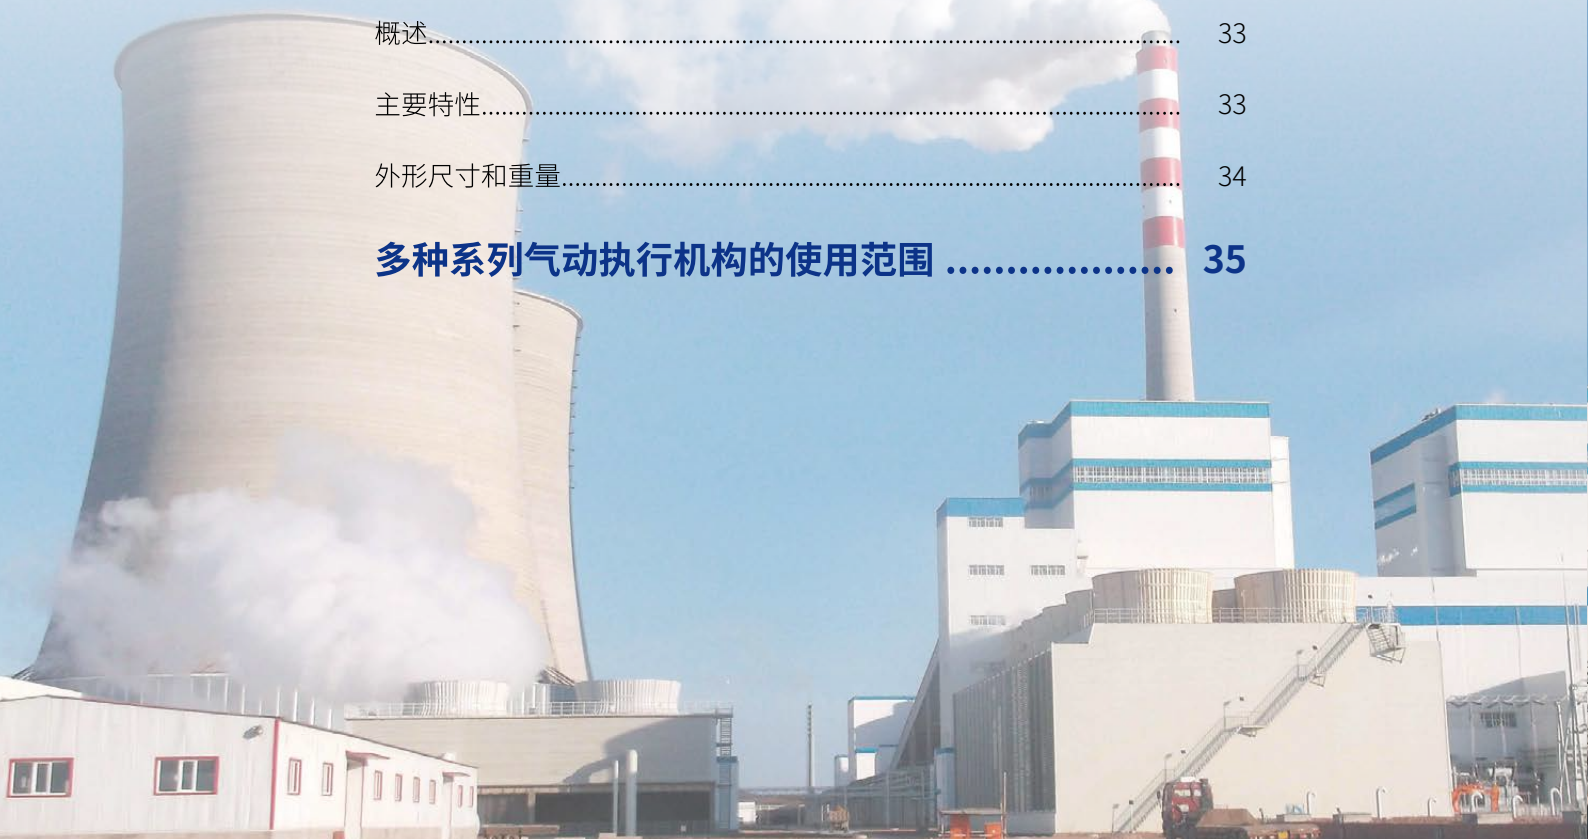 概述........................................................................................................................ 33
主要特性................................................................................................................ 33
外形尺寸和重量.................................................................................................... 34
多种系列气动执行机构的使用范围 ................... 35